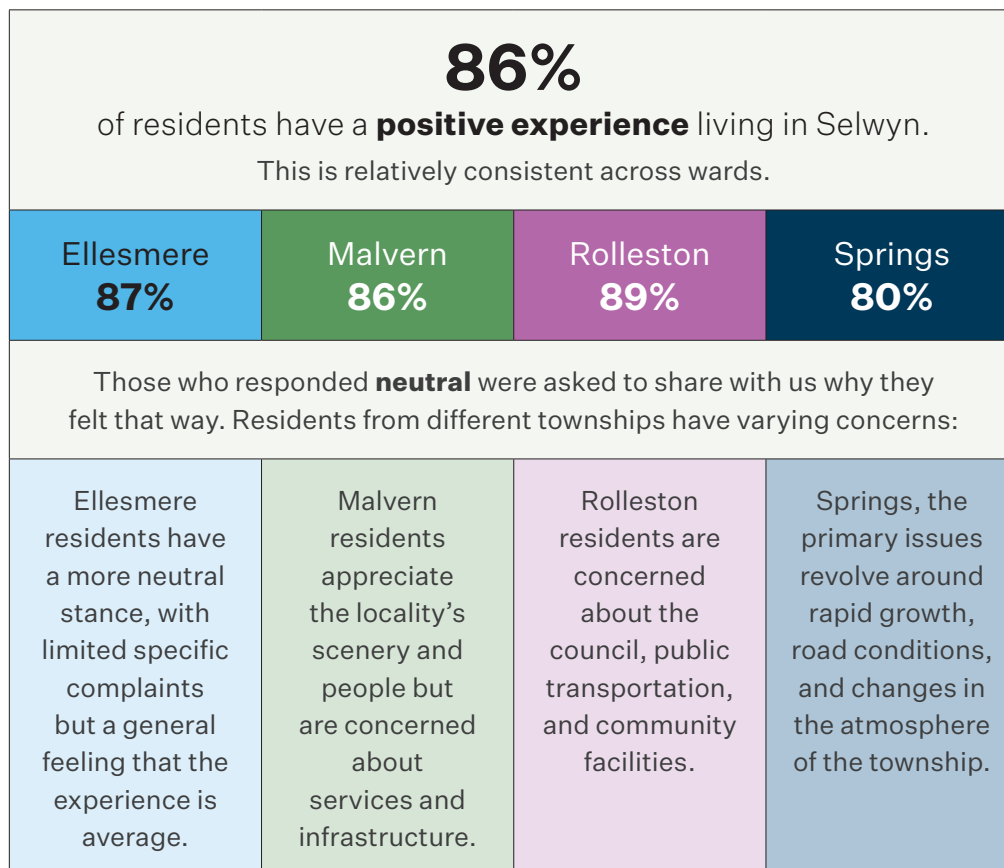 86%
of residents have a positive experience living in Selwyn.
This is relatively consistent across wards.
Ellesmere
87%
Malvern
86%
Rolleston
89%
Springs
80%
Those who responded neutral were asked to share with us why they
felt that way. Residents from different townships have varying concerns:
Ellesmere
residents have
a more neutral
stance, with
limited specific
complaints
but a general
feeling that the
experience is
average.
Malvern
residents
appreciate
the locality’s
scenery and
people but
are concerned
about
services and
infrastructure.
Rolleston
residents are
concerned
about the
council, public
transportation,
and community
facilities.
Springs, the
primary issues
revolve around
rapid growth,
road conditions,
and changes in
the atmosphere
of the township.